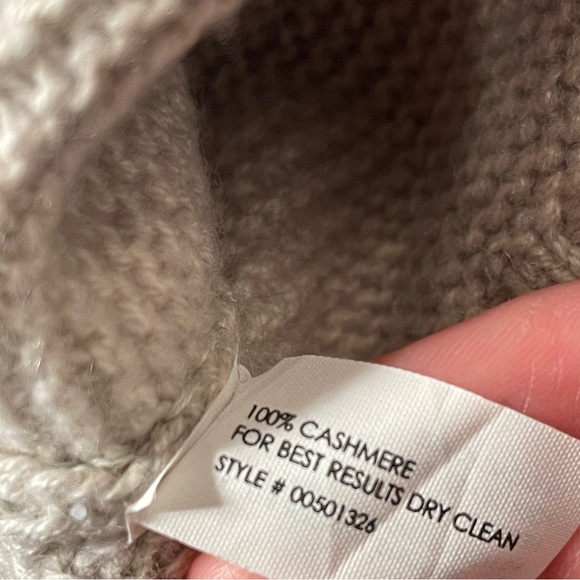 100% CASHMERE
FOR BEST RESULTS DRY CLEAN
STYLE # 00501326